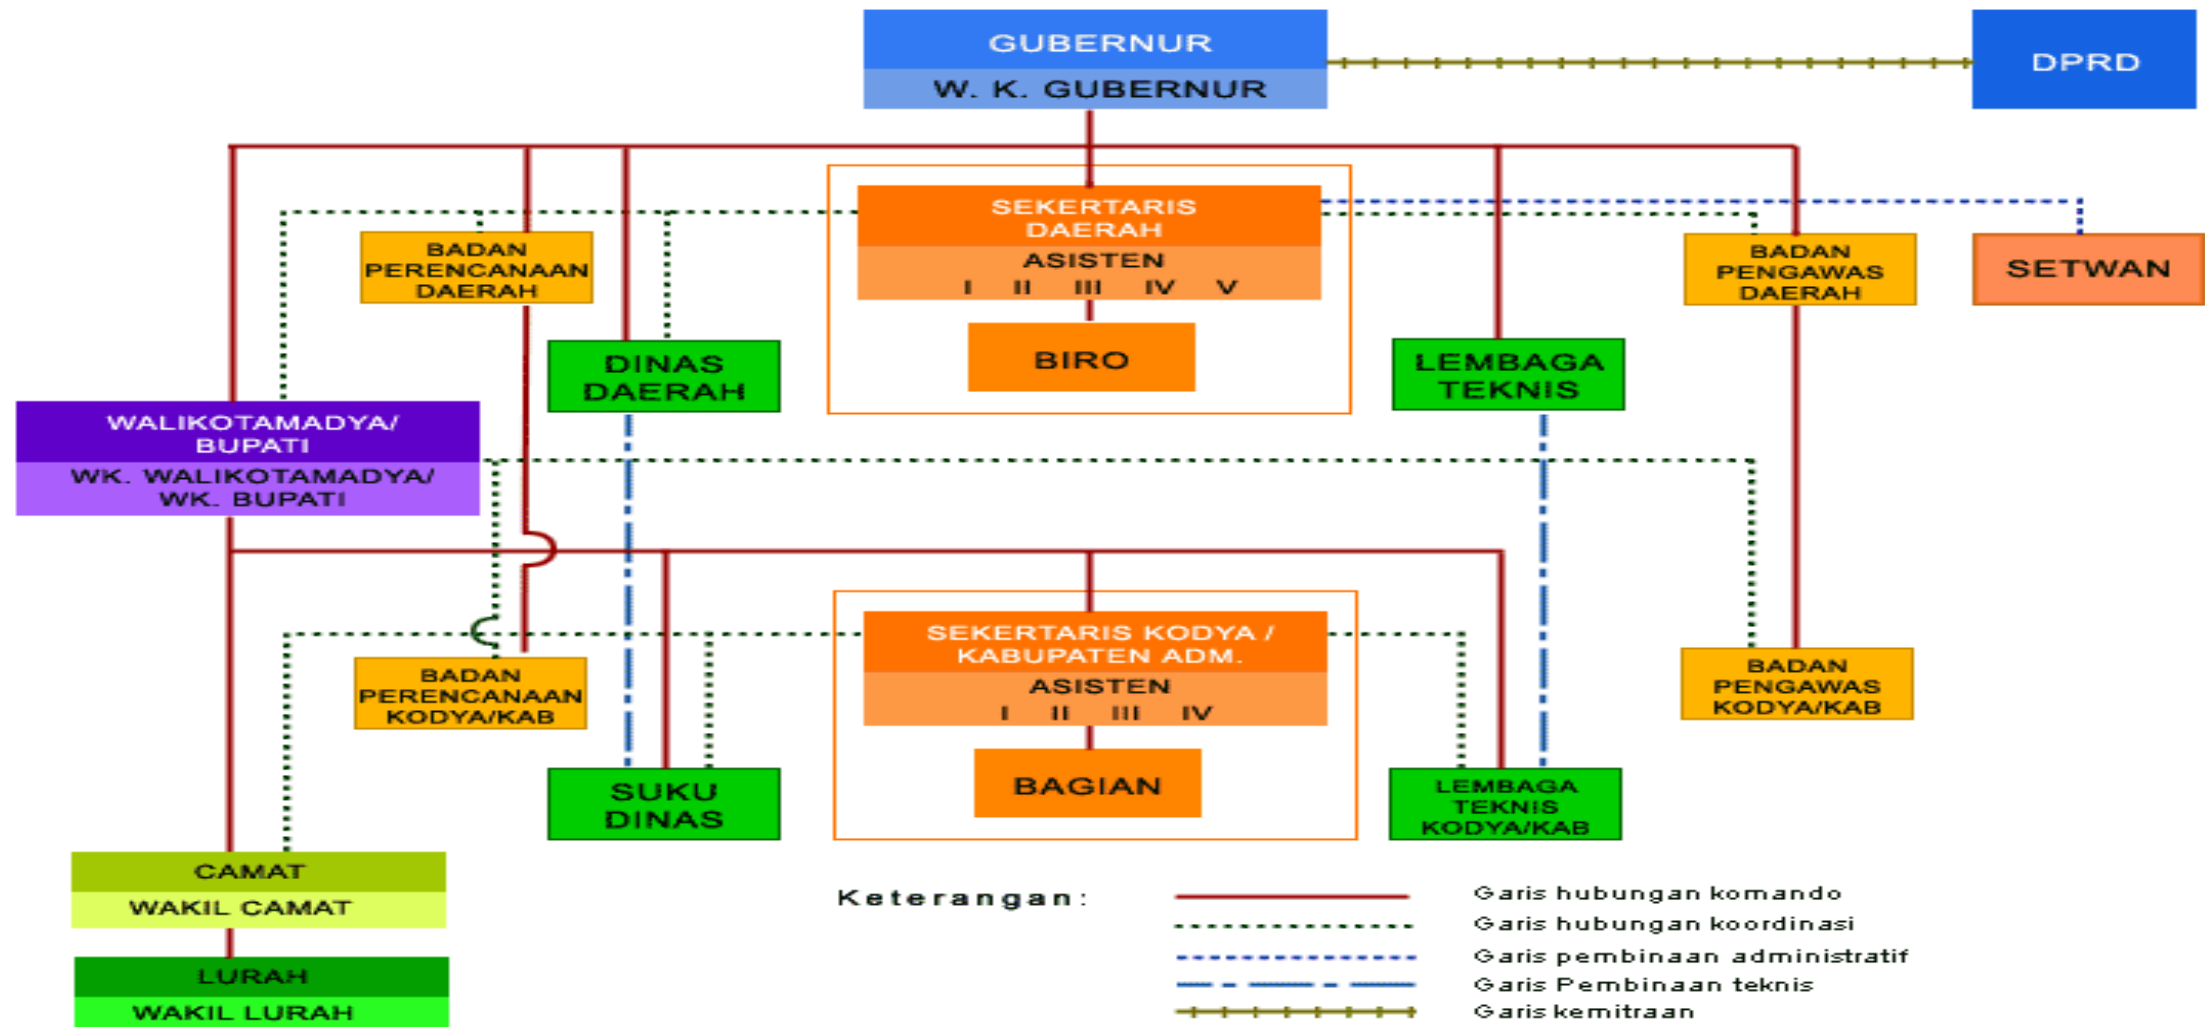 GUBERNUR
W. K. GUBERNUR
DPRD
SEKERTARIS
DAERAH
ASISTEN
I II III IV V
BIRO
BADAN
PERENCANAAN
DAERAH
BADAN
PENGAWAS
DAERAH
SETWAN
DINAS
DAERAH
LEMBAGA
TEKNIS
WALIKOTAMADYA/
BUPATI
WK. WALIKOTAMADYA/
WK. BUPATI
SEKERTARIS KODYA /
KABUPATEN ADM.
ASISTEN
I II III IV
BAGIAN
BADAN
PERENCANAAN
KODYA/KAB
BADAN
PENGAWAS
KODYA/KAB
SUKU
DINAS
LEMBAGA
TEKNIS
KODYA/KAB
CAMAT
WAKIL CAMAT
LURAH
WAKIL LURAH
Keterangan:
Garis hubungan komando
Garis hubungan koordinasi
Garis pembinaan administratif
Garis Pembinaan teknis
Garis kemitraan